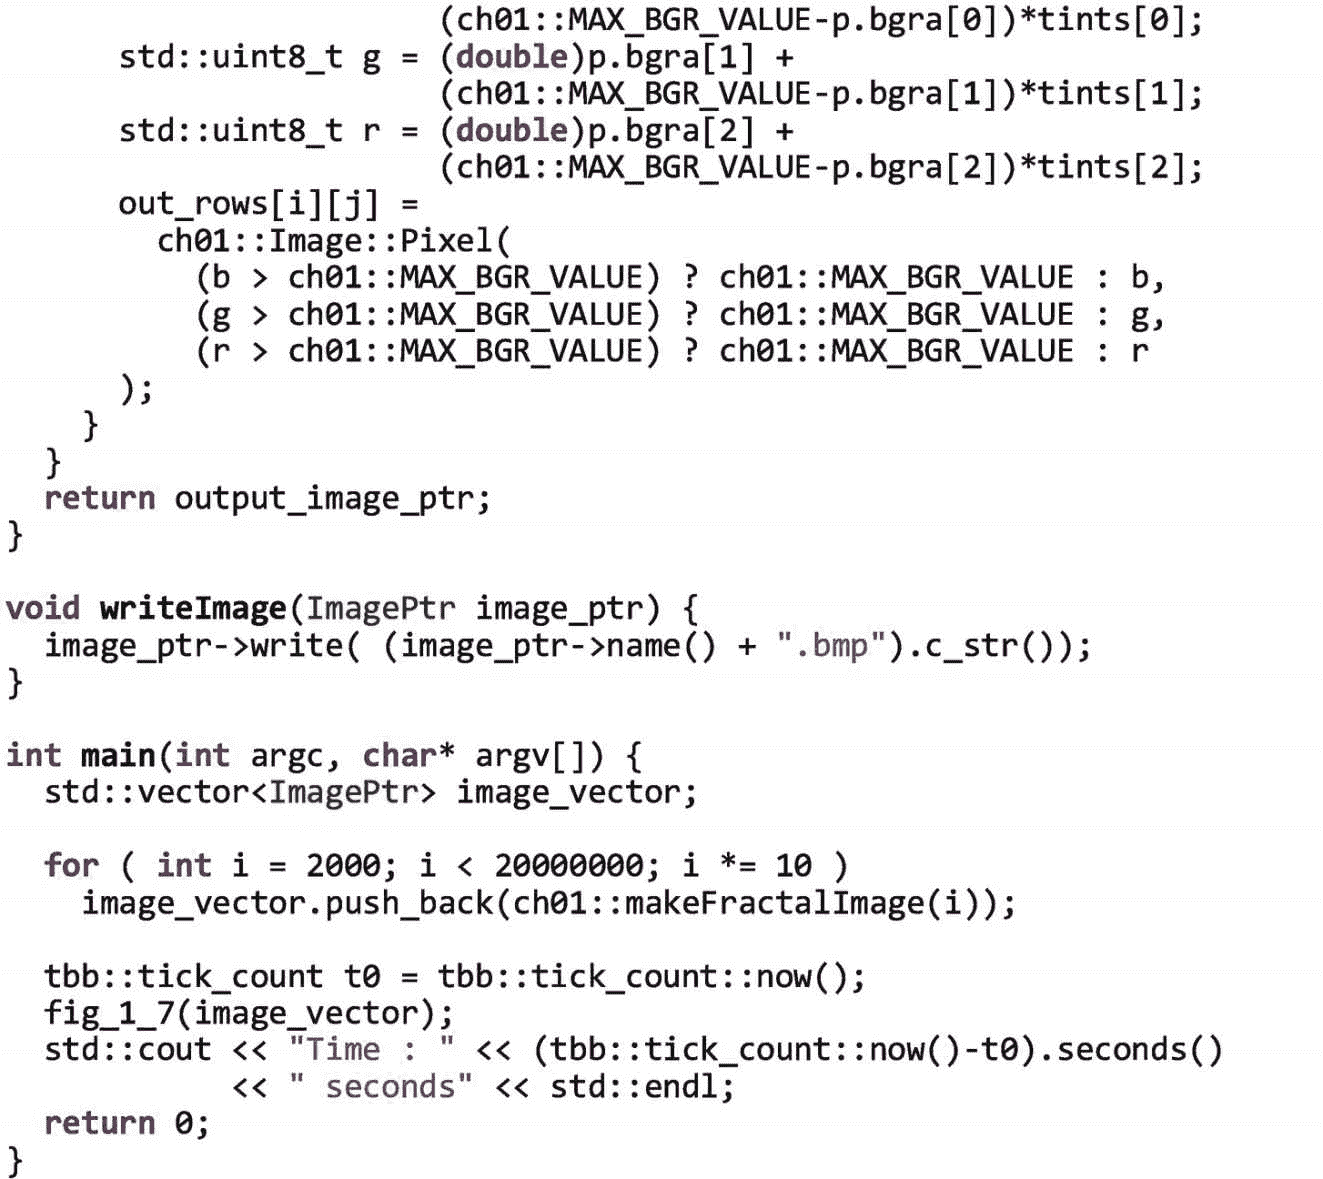 (ch01::MAX_BGR_VALUE-p.bgra[0])*tints[0];
std::uint8_t g = (double)p.bgra[1] +
(ch01::MAX_BGR_VALUE-p.bgra[1])*tints[1];
std::uint8_t r = (double)p.bgra[2] +
(ch01::MAX_BGR_VALUE-p.bgra[2])*tints[2];
out_rows[i][j] =
ch01::Image::Pixel(
(b > ch01::MAX_BGR_VALUE) ? ch01::MAX_BGR_VALUE : b,
(g > ch01::MAX_BGR_VALUE) ? ch01::MAX_BGR_VALUE : g,
(r > ch01::MAX_BGR_VALUE) ? ch01::MAX_BGR_VALUE : r
);
}
}
return output_image_ptr;
}
void writeImage(ImagePtr image_ptr) {
image_ptr->write( (image_ptr->name() + ".bmp").c_str());
}
int main(int argc, char* argv[]) {
std::vector<ImagePtr> image_vector;
for ( int i = 2000; i < 20000000; i *= 10 )
image_vector.push_back(ch01::makeFractalImage(i));
tbb::tick_count t0 = tbb::tick_count::now();
fig_1_7(image_vector);
std::cout << "Time : " << (tbb::tick_count::now()-t0).seconds()
<< " seconds" << std::endl;
return 0;
}